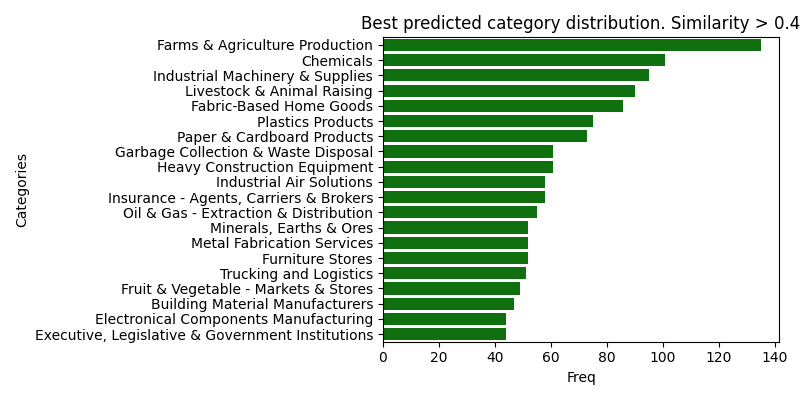 Best predicted category distribution. Similarity > 0.4
Farms & Agriculture Production
Chemicals
Industrial Machinery & Supplies
Livestock & Animal Raising
Fabric-Based Home Goods
Plastics Products
Paper & Cardboard Products
Garbage Collection & Waste Disposal
Heavy Construction Equipment
Industrial Air Solutions
Insurance - Agents, Carriers & Brokers
Oil & Gas - Extraction & Distribution
Minerals, Earths & Ores
Metal Fabrication Services
Furniture Stores
Trucking and Logistics
Fruit & Vegetable - Markets & Stores
Building Material Manufacturers
Electronical Components Manufacturing
Executive, Legislative & Government Institutions
Categories
0 20 40 60 80 100 120 140
Freq